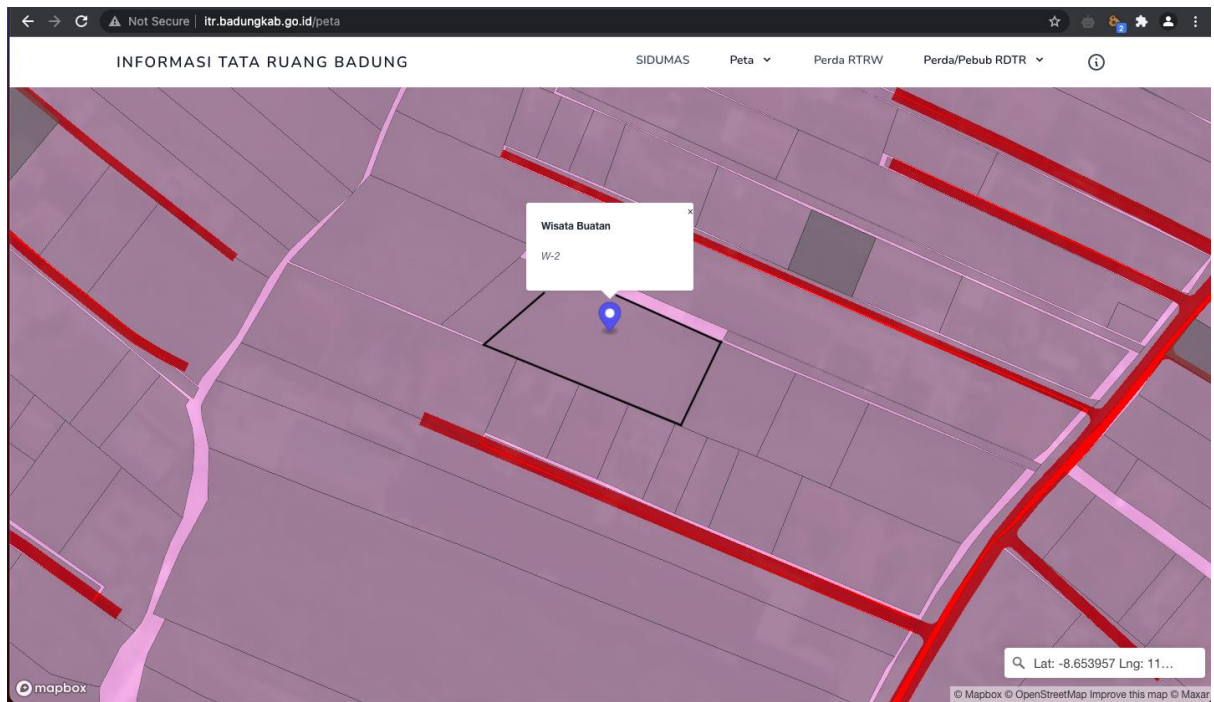 Not Secure | itr.badungkab.go.id/peta
2
INFORMASI TATA RUANG BADUNG
SIDUMAS
Peta
Perda RTRW
Perda/Pebub RDTR
Wisata Buatan
x
W-2
Lat: -8.653957 Lng: 11...
mapbox
© Mapbox © OpenStreetMap Improve this map © Maxar